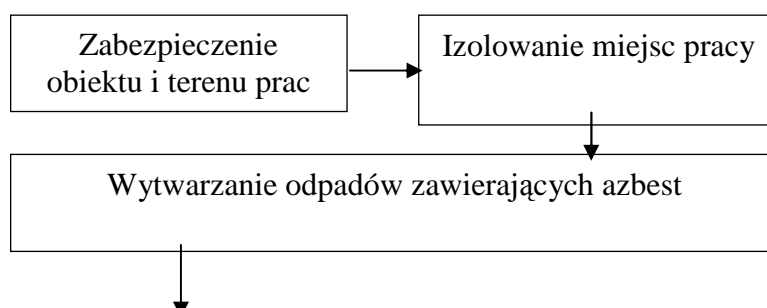 Zabezpieczenie
obiektu i terenu prac
Izolowanie miejsc pracy
Wytwarzanie odpadów zawierających azbest